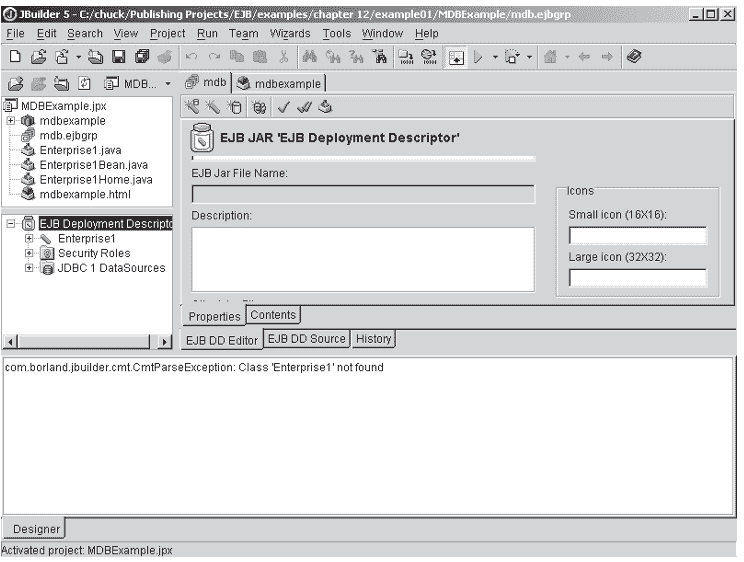 JBuilder 5 - C:/chuck/Publishing Projects/EJB/examples/chapter 12/example01/MDBExample/mdb.ejbgrp
File Edit Search View Project Run Team Wizards Tools Window Help
MDB...
mdb mdbexample
MDBExample.jpx
mdbexample
mdb.ejbgrp
Enterprise1.java
Enterprise1Bean.java
Enterprise1Home.java
mdbexample.html
EJB Deployment Descripto
Enterprise1
Security Roles
JDBC 1 DataSources
EJB JAR 'EJB Deployment Descriptor'
EJB Jar File Name:
Description:
Icons
Small icon (16X16):
Large icon (32X32):
Properties Contents
EJB DD Editor EJB DD Source History
com.borland.jbuilder.cmt.CmtParseException: Class 'Enterprise1' not found
Designer
Activated project: MDBExample.jpx